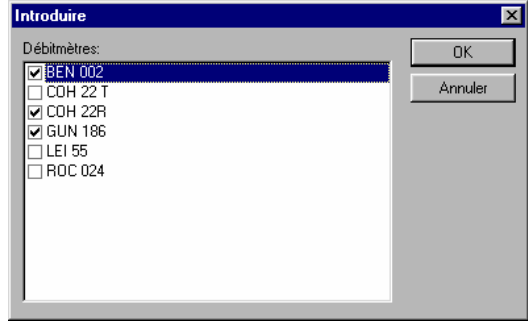 Introduire
Débitmètres:
OK
BEN 002
Annuler
COH 22 T
COH 22R
GUN 186
LEI 55
ROC 024